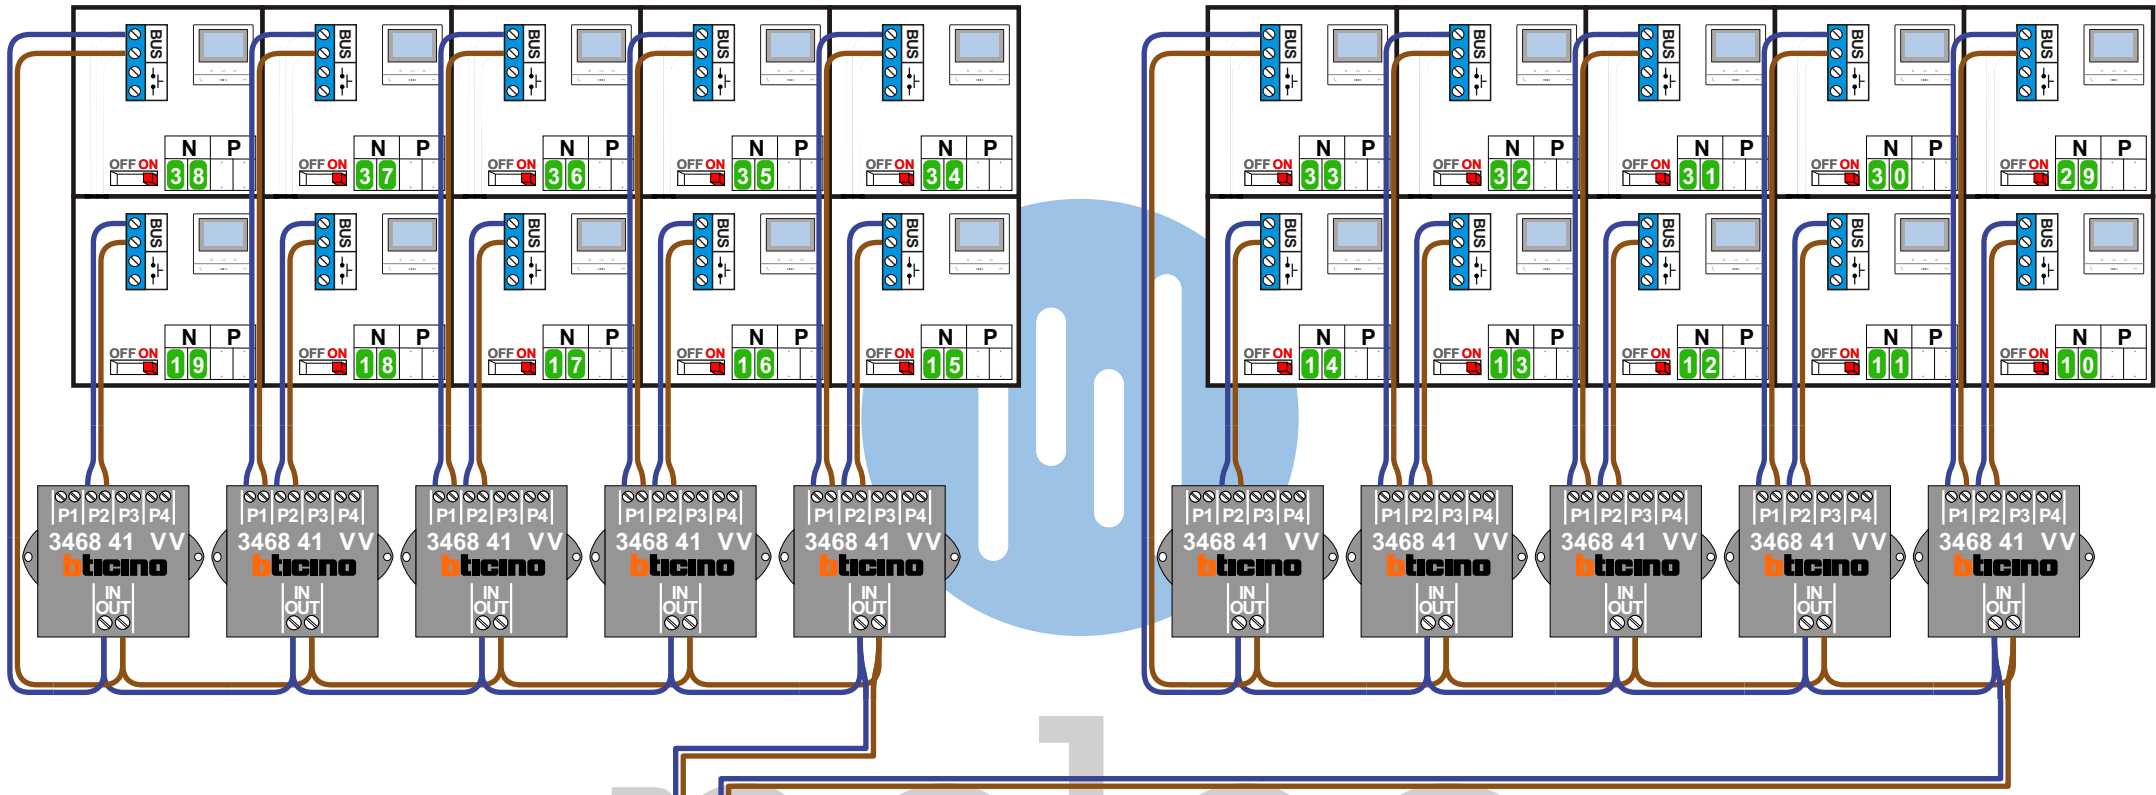 BUS BUS BUS BUS BUS BUS BUS BUS BUS BUS
N P N P N P N P N P N P N P N P N P N P
OFF ON OFF ON OFF ON OFF ON OFF ON OFF ON OFF ON OFF ON OFF ON OFF ON
38 37 36 35 34 33 32 31 30 29
BUS BUS BUS BUS BUS BUS BUS BUS BUS BUS
N P N P N P N P N P N P N P N P N P N P
OFF ON OFF ON OFF ON OFF ON OFF ON OFF ON OFF ON OFF ON OFF ON OFF ON
19 18 17 16 15 14 13 12 11 10
P1 P2 P3 P4 P1 P2 P3 P4 P1 P2 P3 P4 P1 P2 P3 P4 P1 P2 P3 P4 P1 P2 P3 P4 P1 P2 P3 P4 P1 P2 P3 P4 P1 P2 P3 P4 P1 P2 P3 P4
3468 41 VV 3468 41 VV 3468 41 VV 3468 41 VV 3468 41 VV 3468 41 VV 3468 41 VV 3468 41 VV 3468 41 VV 3468 41 VV
bticino bticino bticino bticino bticino bticino bticino bticino bticino bticino
IN IN IN IN IN IN IN IN IN IN
OUT OUT OUT OUT OUT OUT OUT OUT OUT OUT